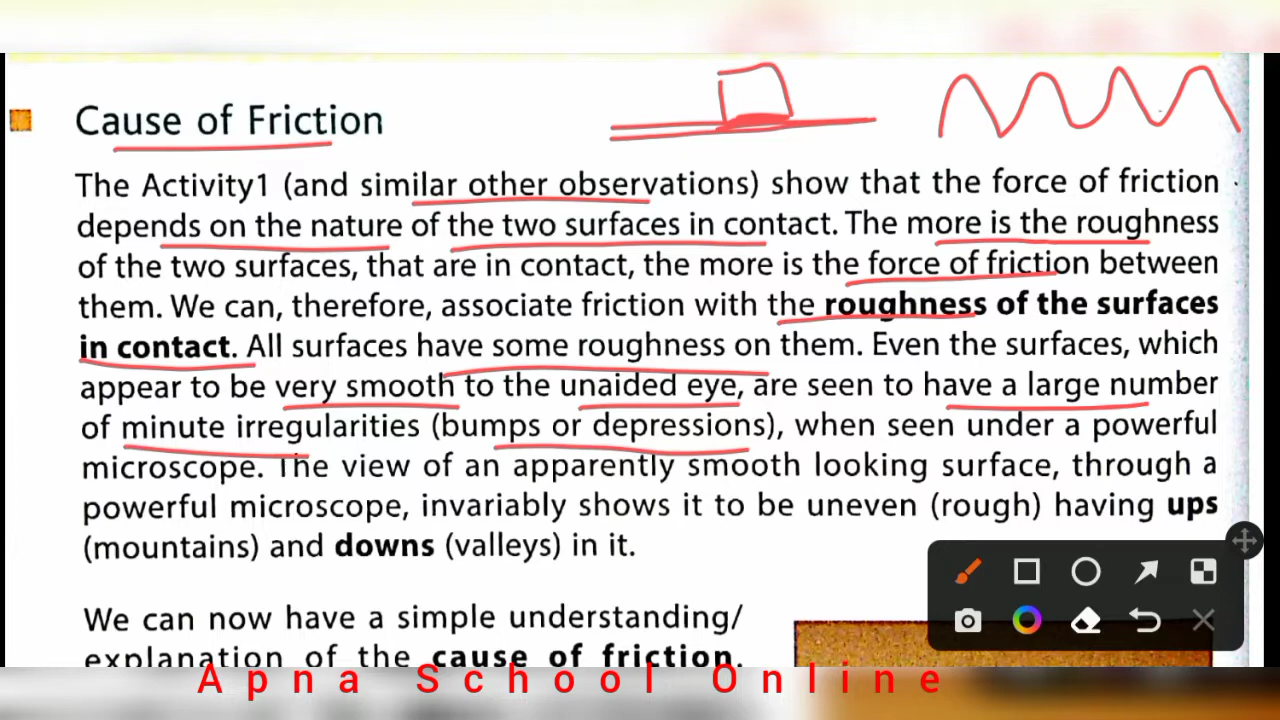 Cause of Friction
The Activity1 (and similar other observations) show that the force of friction
depends on the nature of the two surfaces in contact. The more is the roughness
of the two surfaces, that are in contact, the more is the force of friction between
them. We can, therefore, associate friction with the roughness of the surfaces
in contact. All surfaces have some roughness on them. Even the surfaces, which
appear to be very smooth to the unaided eye, are seen to have a large number
of minute irregularities (bumps or depressions), when seen under a powerful
microscope. The view of an apparently smooth looking surface, through a
powerful microscope, invariably shows it to be uneven (rough) having ups
(mountains) and downs (valleys) in it.
We can now have a simple understanding/
explanation of the cause of friction.
Apna School Online